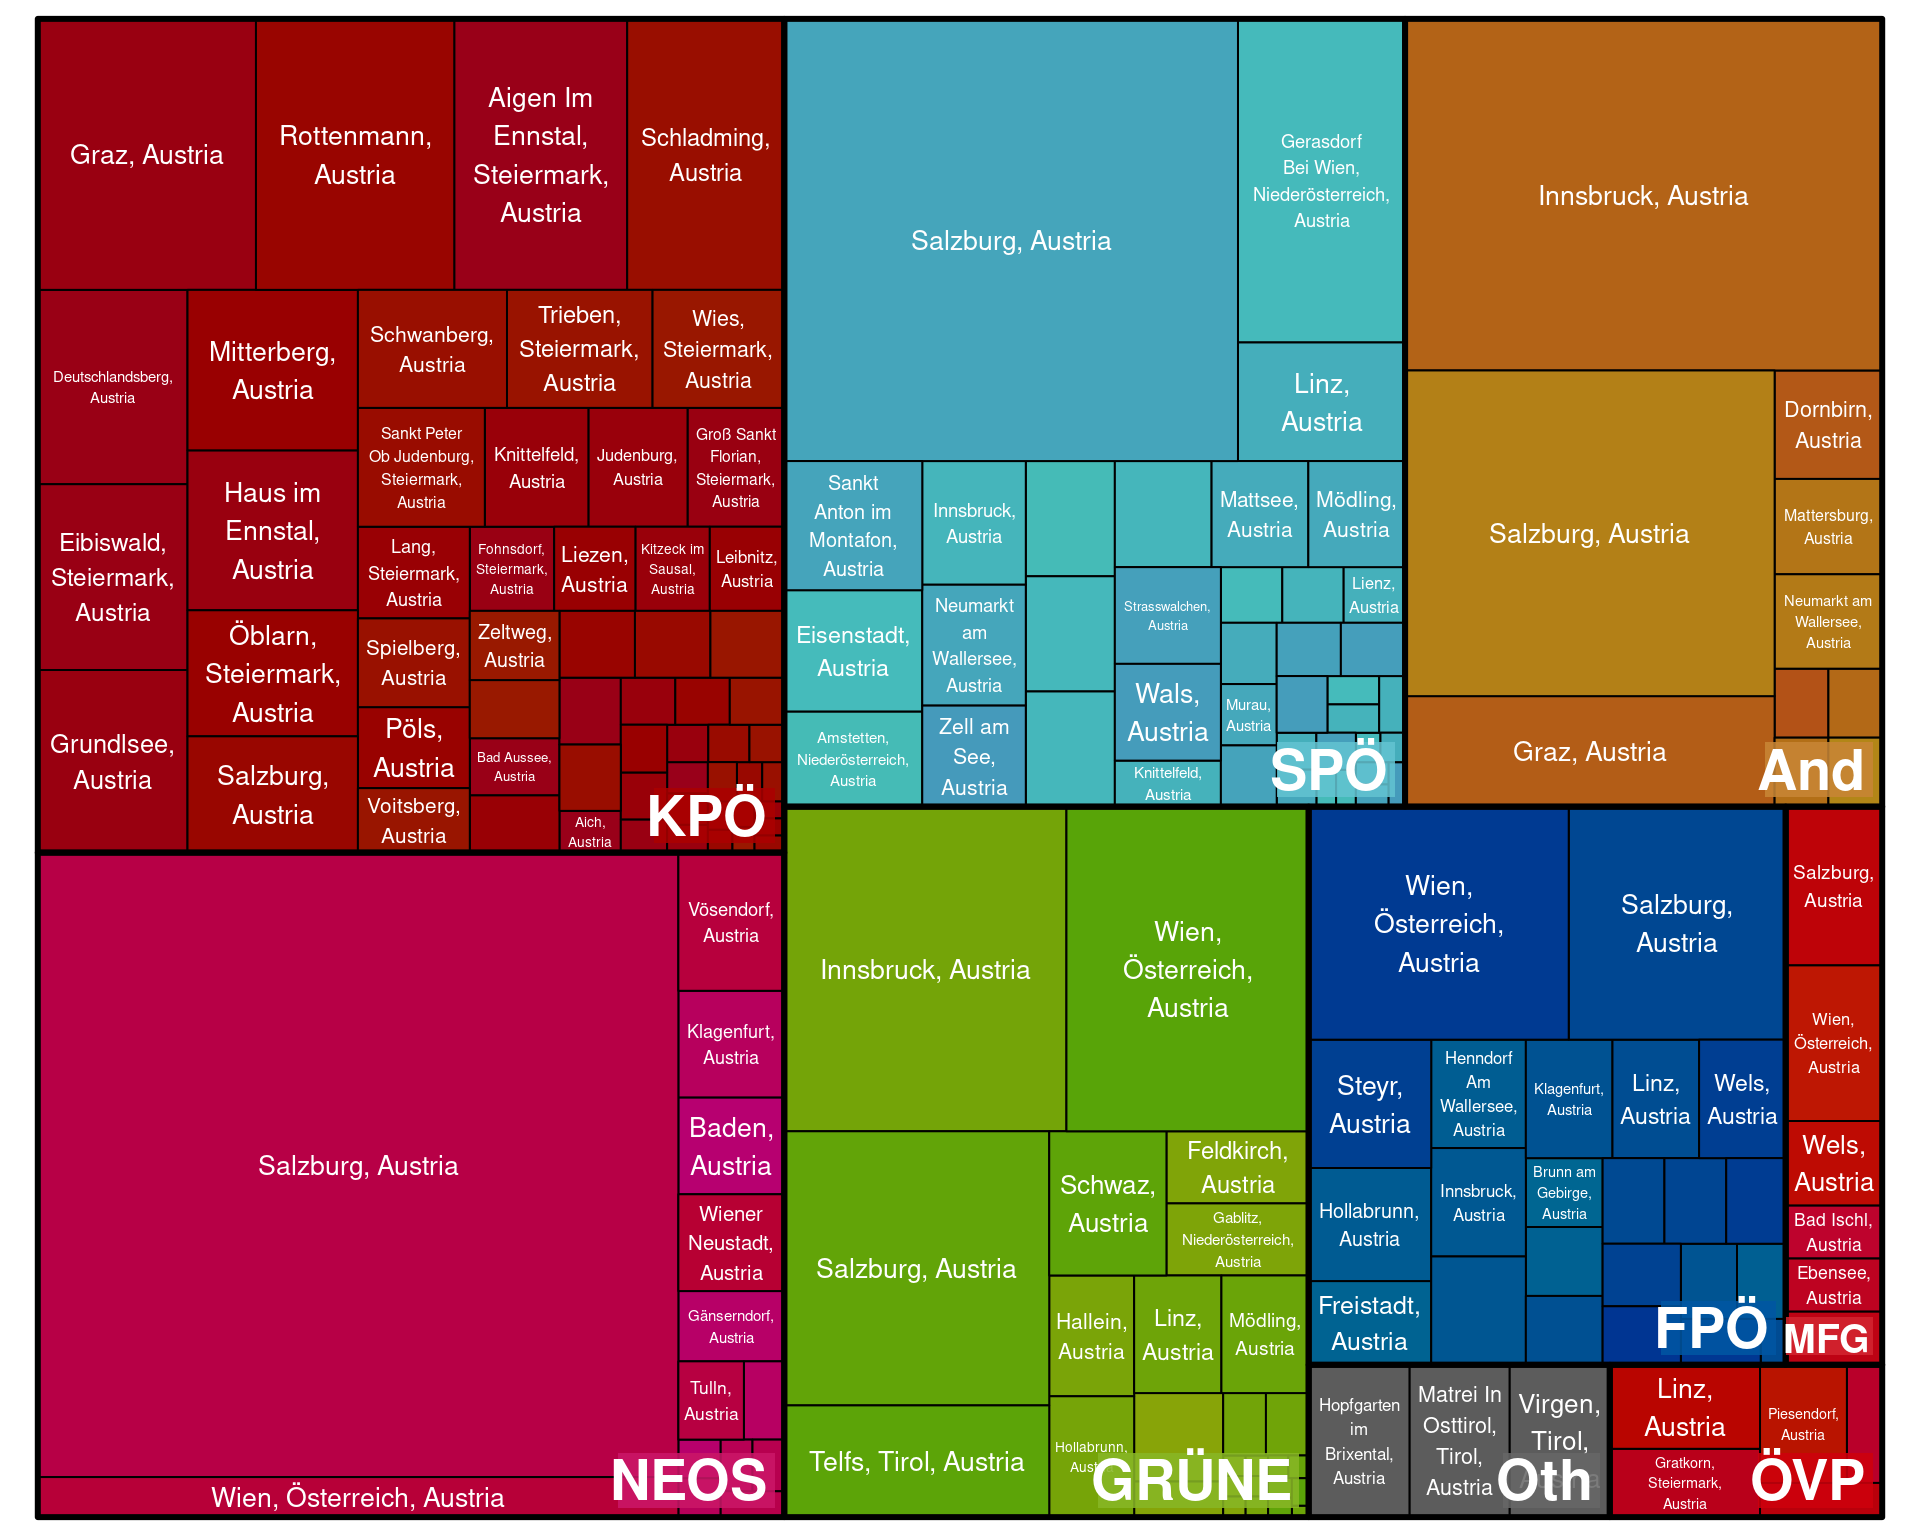 Graz, Austria
Rottenmann,
Austria
Aigen Im
Ennstal,
Steiermark,
Austria
Schladming,
Austria
Deutschlandsberg,
Austria
Mitterberg,
Austria
Schwanberg,
Austria
Trieben,
Steiermark,
Austria
Wies,
Steiermark,
Austria
Sankt Peter
Ob Judenburg,
Steiermark,
Austria
Knittelfeld,
Austria
Judenburg,
Austria
Groß Sankt
Florian,
Steiermark,
Austria
Eibiswald,
Steiermark,
Austria
Haus im
Ennstal,
Austria
Lang,
Steiermark,
Austria
Fohnsdorf,
Steiermark,
Austria
Liezen,
Austria
Kitzeck im
Sausal,
Austria
Leibnitz,
Austria
Öblarn,
Steiermark,
Austria
Spielberg,
Austria
Zeltweg,
Austria
Grundlsee,
Austria
Salzburg,
Austria
Pöls,
Austria
Bad Aussee,
Austria
Voitsberg,
Austria
Aich,
Austria
KPÖ
Salzburg, Austria
Gerasdorf
Bei Wien,
Niederösterreich,
Austria
Linz,
Austria
Sankt
Anton im
Montafon,
Austria
Innsbruck,
Austria
Mattsee,
Austria
Mödling,
Austria
Eisenstadt,
Austria
Neumarkt
am
Wallersee,
Austria
Strasswalchen,
Austria
Lienz,
Austria
Wals,
Austria
Murau,
Austria
Amstetten,
Niederösterreich,
Austria
Zell am
See,
Austria
Knittelfeld,
Austria
SPÖ
Innsbruck, Austria
Salzburg, Austria
Dornbirn,
Austria
Mattersburg,
Austria
Neumarkt am
Wallersee,
Austria
Graz, Austria
And
Salzburg, Austria
Vösendorf,
Austria
Klagenfurt,
Austria
Baden,
Austria
Wiener
Neustadt,
Austria
Gänserndorf,
Austria
Tulln,
Austria
Wien, Österreich, Austria
NEOS
Innsbruck, Austria
Wien,
Österreich,
Austria
Salzburg, Austria
Schwaz,
Austria
Feldkirch,
Austria
Gablitz,
Niederösterreich,
Austria
Hallein,
Austria
Linz,
Austria
Mödling,
Austria
Telfs, Tirol, Austria
Hollabrunn,
Austria
GRÜNE
Wien,
Österreich,
Austria
Salzburg,
Austria
Steyr,
Austria
Henndorf
Am
Wallersee,
Austria
Klagenfurt,
Austria
Linz,
Austria
Wels,
Austria
Hollabrunn,
Austria
Innsbruck,
Austria
Brunn am
Gebirge,
Austria
Freistadt,
Austria
FPÖ
Salzburg,
Austria
Wien,
Österreich,
Austria
Wels,
Austria
Bad Ischl,
Austria
Ebensee,
Austria
MFG
Hopfgarten
im
Brixental,
Austria
Matrei In
Osttirol,
Tirol,
Austria
Virgen,
Tirol,
Austria
Oth
Linz,
Austria
Piesendorf,
Austria
Gratkorn,
Steiermark,
Austria
ÖVP